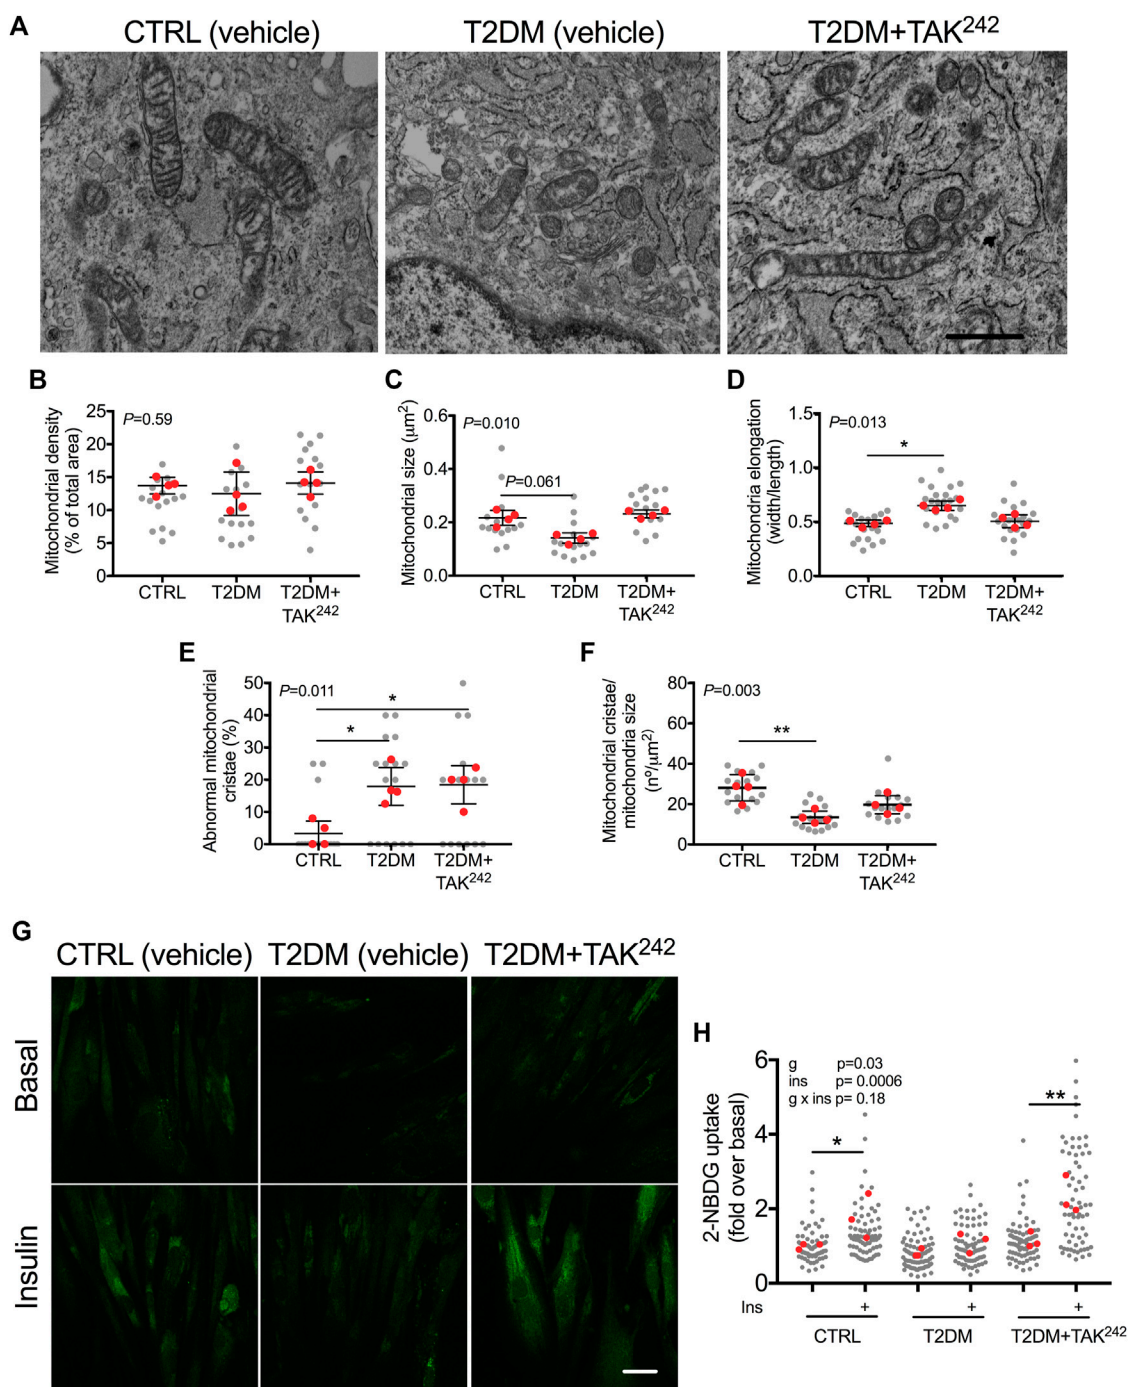 A
CTRL (vehicle)
T2DM (vehicle)
T2DM+TAK²⁴²
B
Mitochondrial density
(% of total area)
25
20
15
10
5
0
P=0.59
CTRL
T2DM
T2DM+
TAK²⁴²
C
Mitochondrial size (μm²)
0.6
0.4
0.2
0.0
P=0.010
P=0.061
CTRL
T2DM
T2DM+
TAK²⁴²
D
Mitochondria elongation
(width/length)
1.5
1.0
0.5
0.0
P=0.013
*
CTRL
T2DM
T2DM+
TAK²⁴²
E
Abnormal mitochondrial
cristae (%)
50
40
30
20
10
0
P=0.011
*
*
CTRL
T2DM
T2DM+
TAK²⁴²
F
Mitochondrial cristae/
mitochondria size
(nº/μm²)
80
60
40
20
0
P=0.003
**
CTRL
T2DM
T2DM+
TAK²⁴²
G
CTRL (vehicle)
T2DM (vehicle)
T2DM+TAK²⁴²
Basal
Insulin
H
2-NBDG uptake
(fold over basal)
6
4
2
0
g p=0.03
ins p= 0.0006
g x ins p= 0.18
*
**
Ins + + +
CTRL
T2DM
T2DM+TAK²⁴²